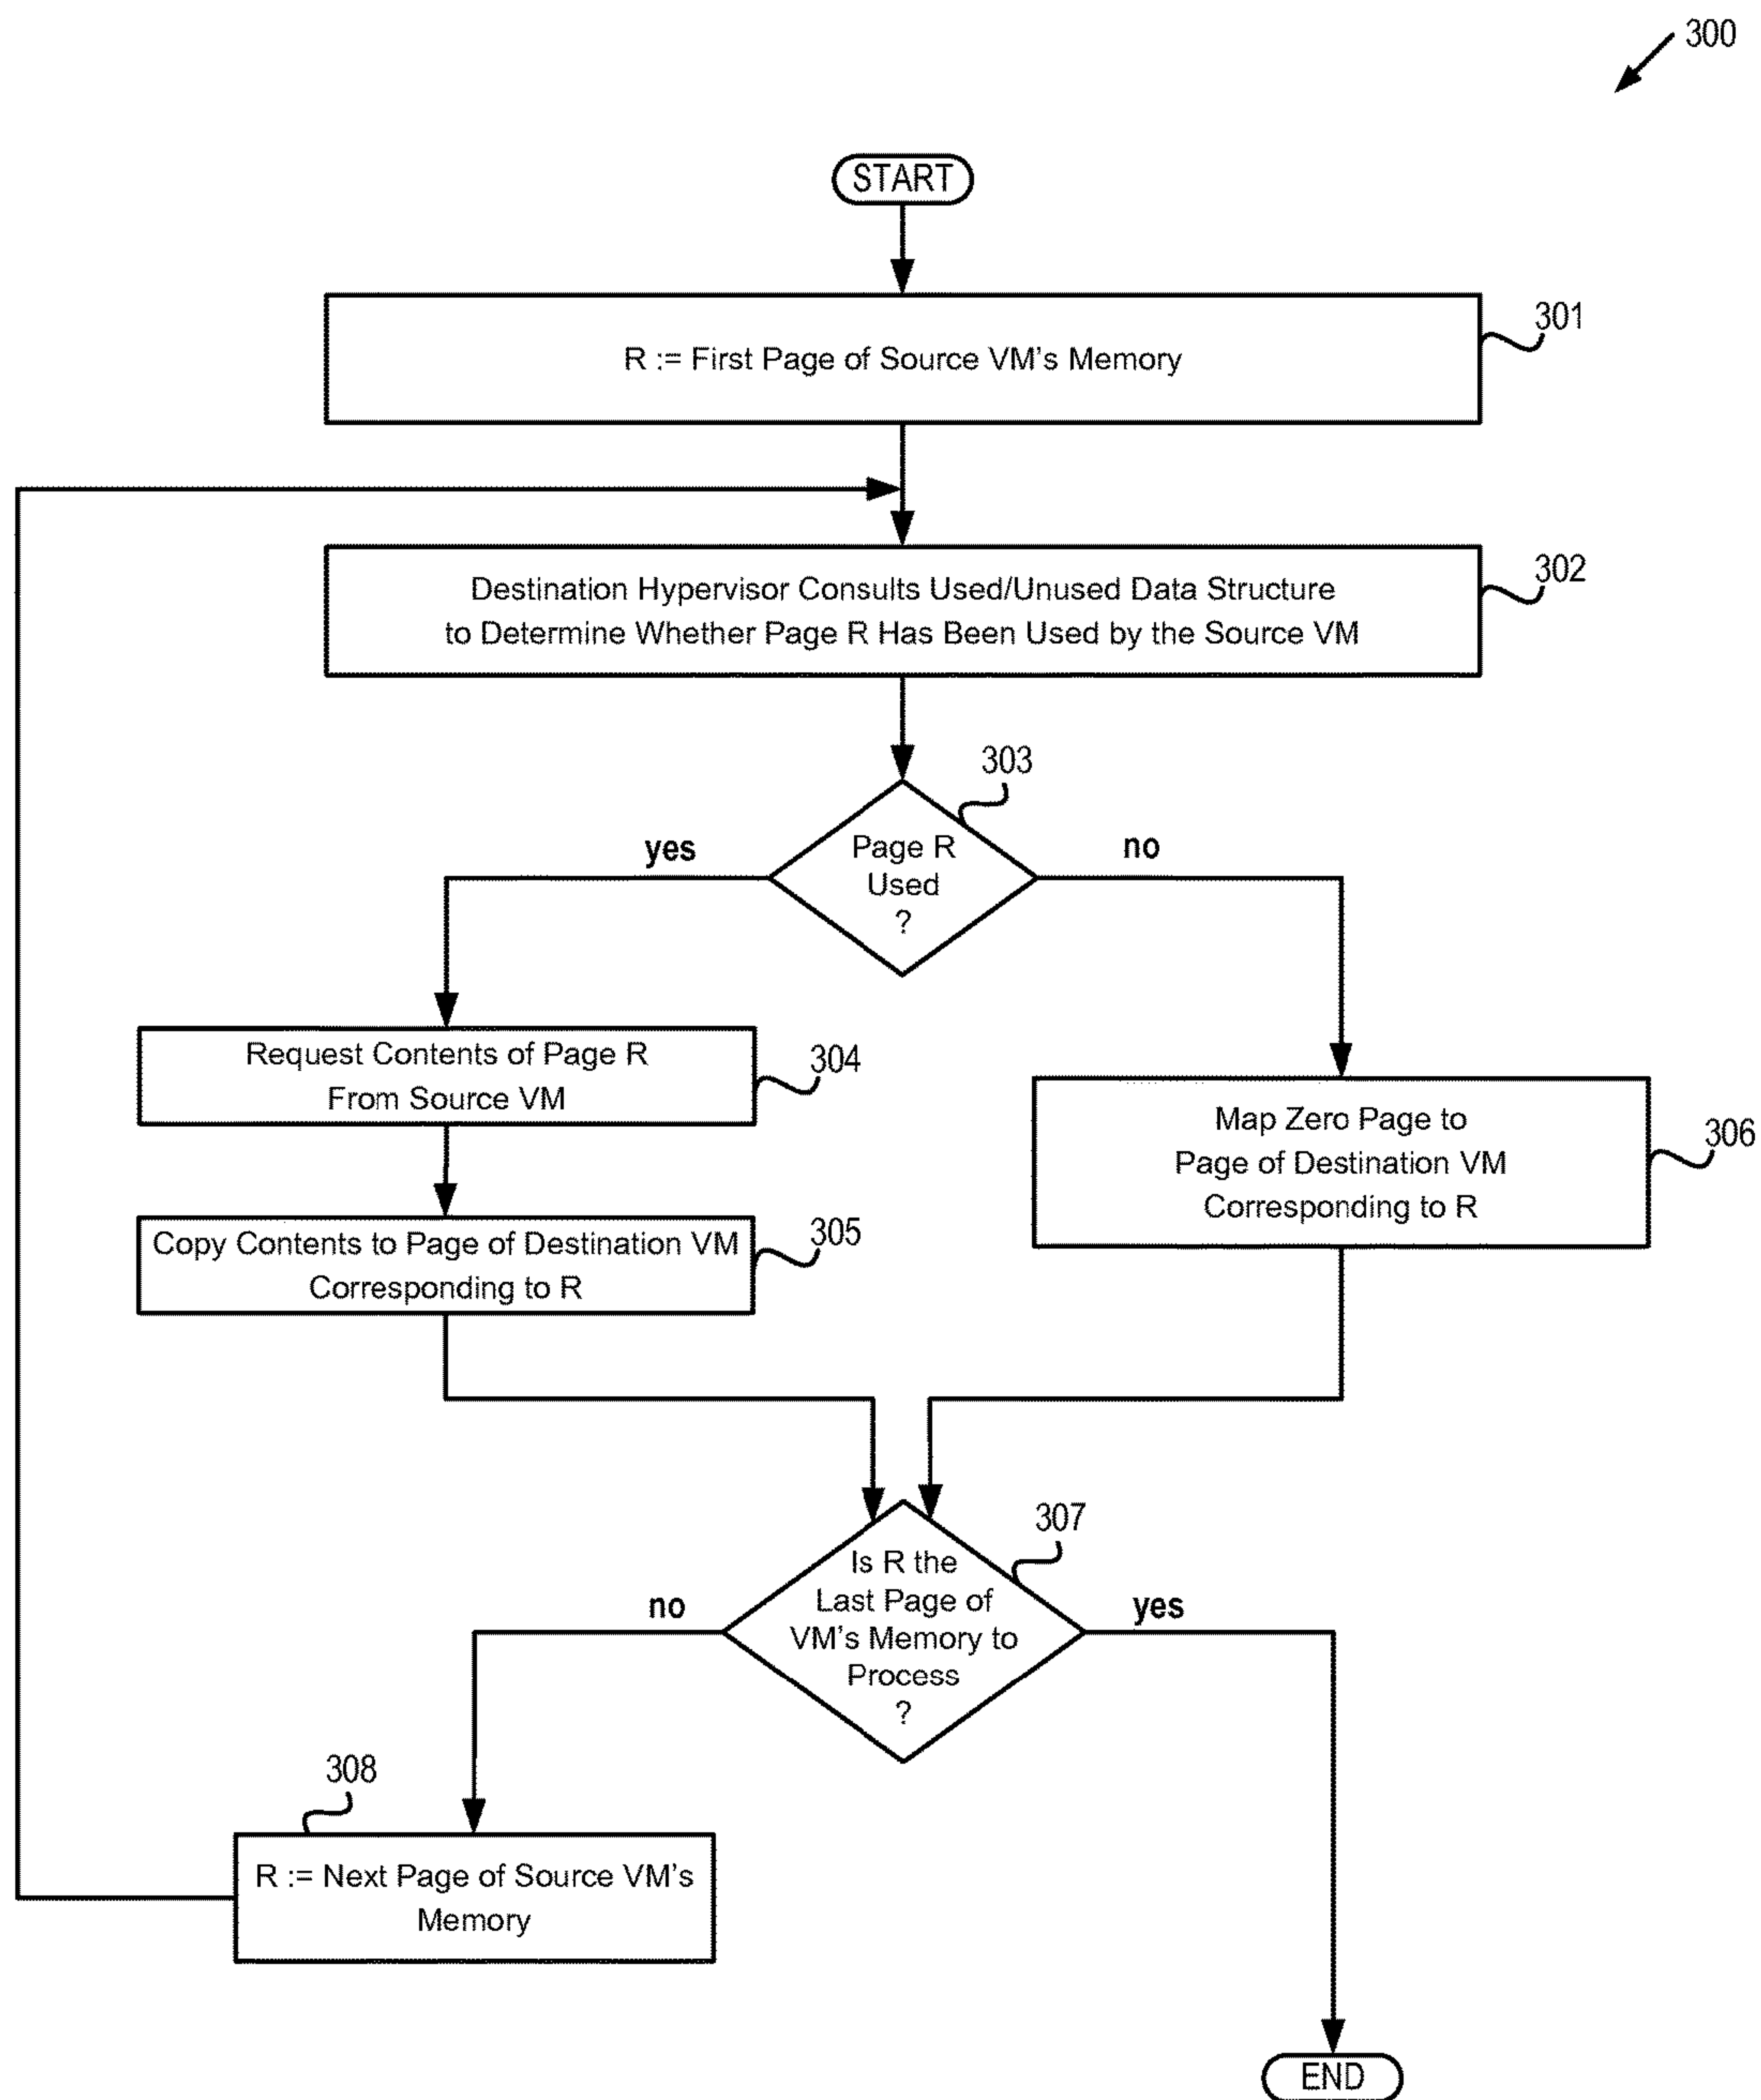 300
START
R := First Page of Source VM's Memory
301
Destination Hypervisor Consults Used/Unused Data Structure
to Determine Whether Page R Has Been Used by the Source VM
302
303
Page R
Used
?
yes
no
Request Contents of Page R
From Source VM
304
Map Zero Page to
Page of Destination VM
Corresponding to R
306
Copy Contents to Page of Destination VM
Corresponding to R
305
307
Is R the
Last Page of
VM's Memory to
Process
?
no
yes
308
R := Next Page of Source VM's
Memory
END